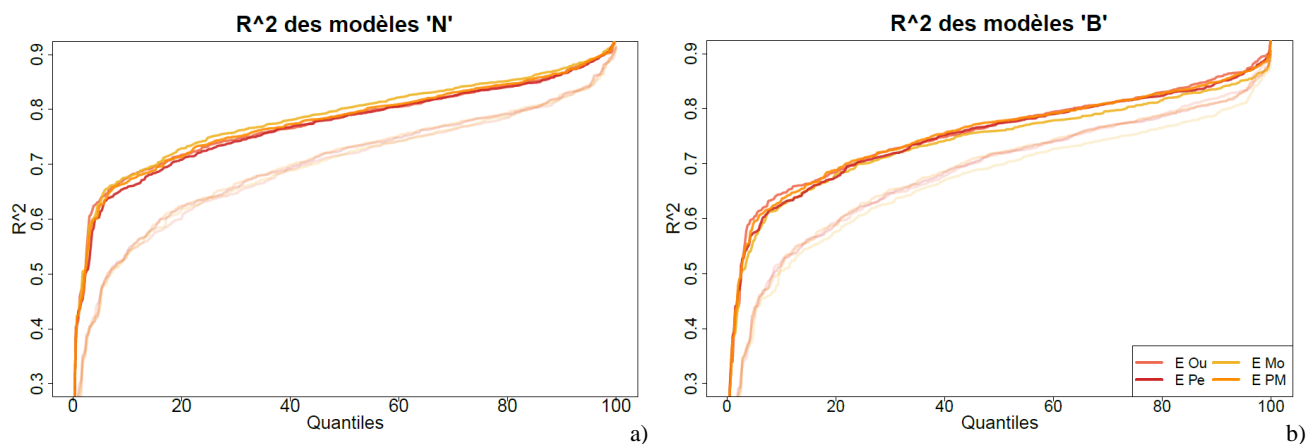 R^2 des modèles 'N'
R^2
0.3 0.4 0.5 0.6 0.7 0.8 0.9
0 20 40 60 80 100
Quantiles
a)
R^2 des modèles 'B'
R^2
0.3 0.4 0.5 0.6 0.7 0.8 0.9
E Ou E Mo
E Pe E PM
0 20 40 60 80 100
Quantiles
b)